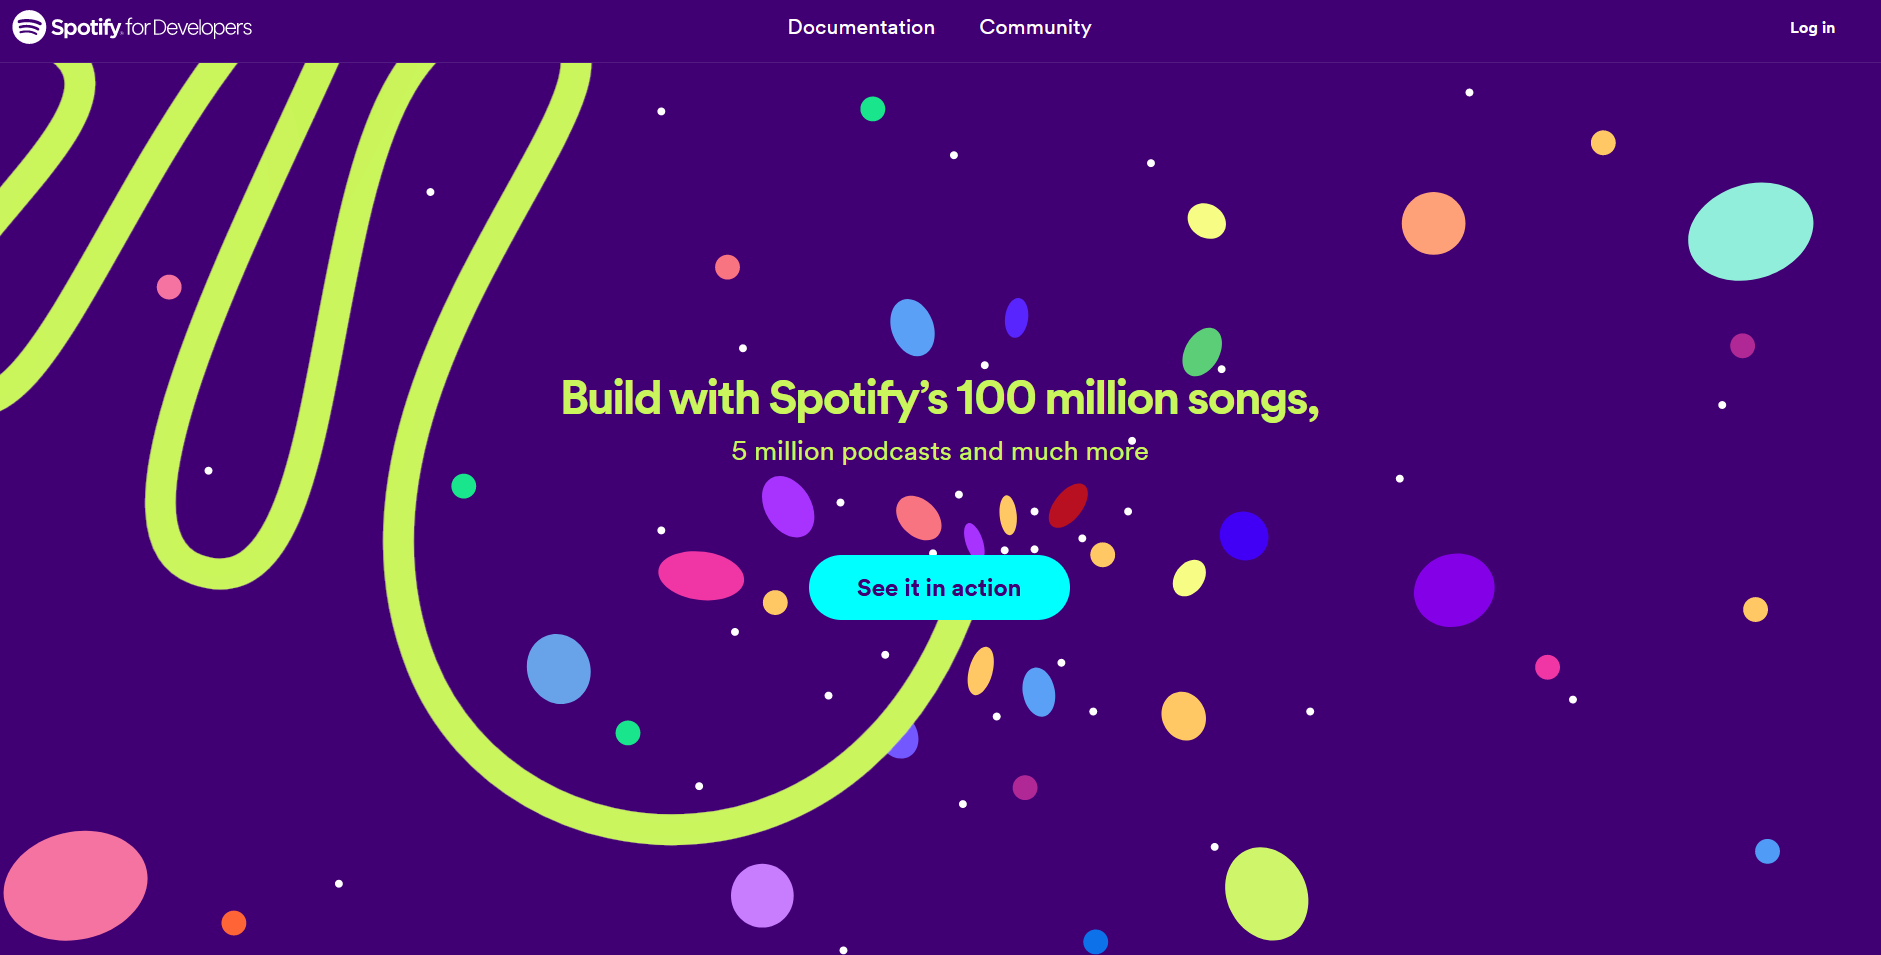 Spotify for Developers
Documentation
Community
Log in
Build with Spotify’s 100 million songs,
5 million podcasts and much more
See it in action